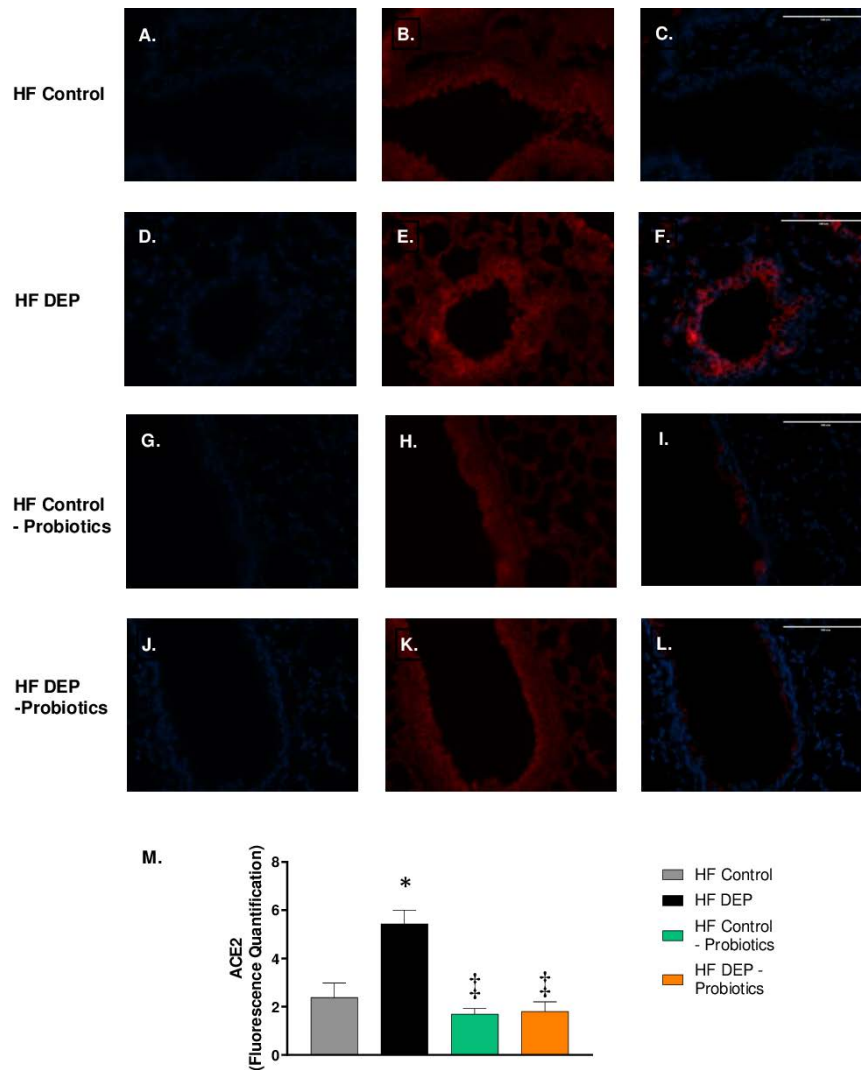 A.
B.
C.
HF Control
D.
E.
F.
HF DEP
G.
H.
I.
HF Control
- Probiotics
J.
K.
L.
HF DEP
-Probiotics
M.
ACE2
(Fluorescence Quantification)
8
6
4
2
0
*
‡
‡
HF Control
HF DEP
HF Control
- Probiotics
HF DEP -
Probiotics